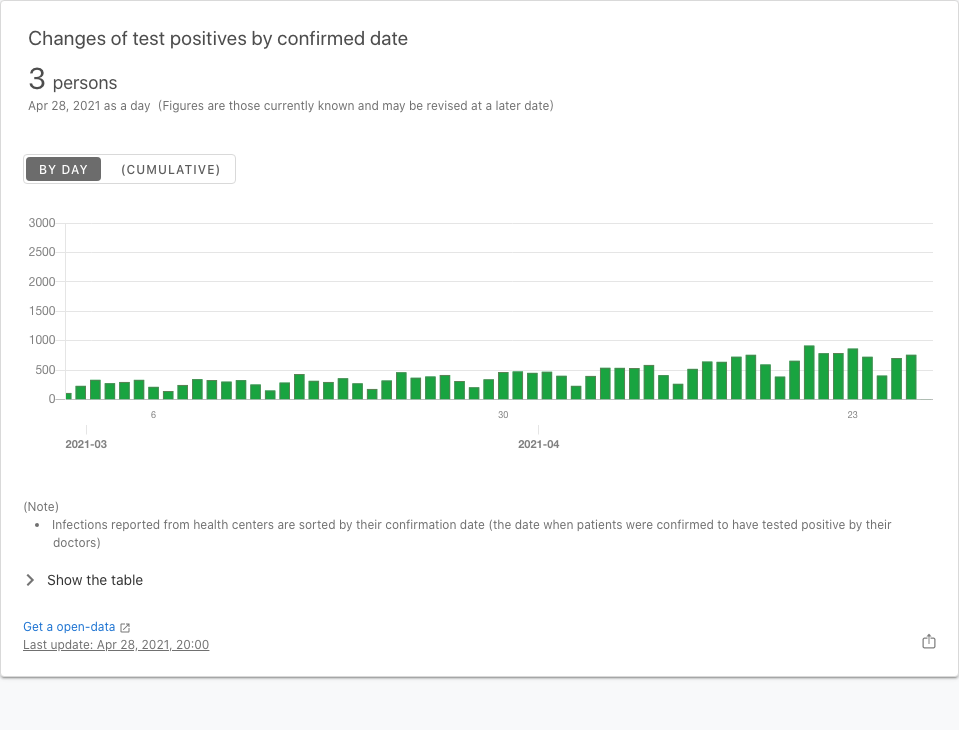 Changes of test positives by confirmed date
3 persons
Apr 28, 2021 as a day (Figures are those currently known and may be revised at a later date)
BY DAY (CUMULATIVE)
3000
2500
2000
1500
1000
500
0
6 30 23
2021-03 2021-04
(Note)
• Infections reported from health centers are sorted by their confirmation date (the date when patients were confirmed to have tested positive by their
doctors)
Show the table
Get a open-data
Last update: Apr 28, 2021, 20:00